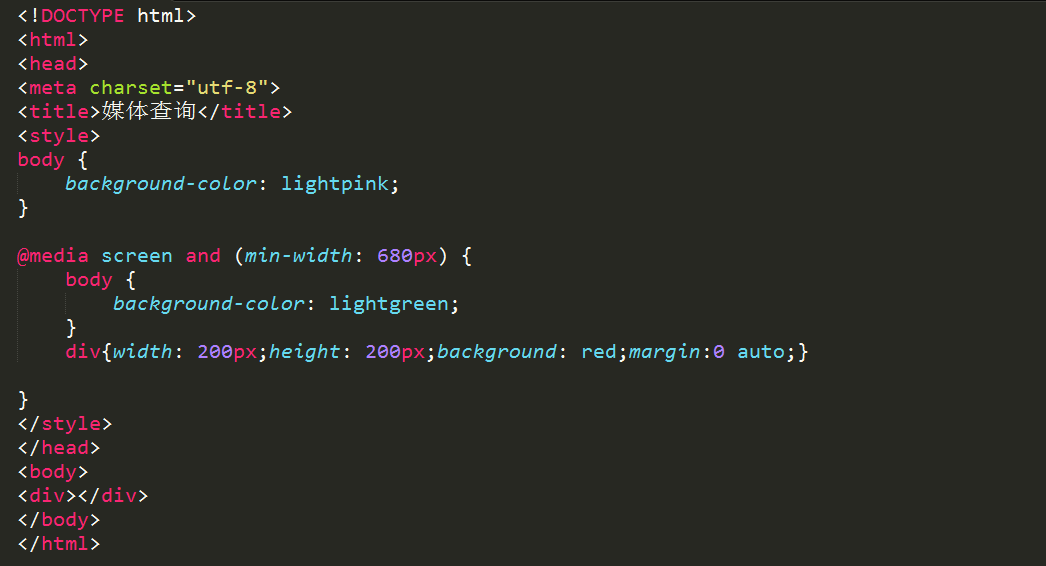 <!DOCTYPE html>
<html>
<head>
<meta charset="utf-8">
<title>媒体查询</title>
<style>
body {
    background-color: lightpink;
}

@media screen and (min-width: 680px) {
    body {
        background-color: lightgreen;
    }
    div{width: 200px;height: 200px;background: red;margin:0 auto;}

}
</style>
</head>
<body>
<div></div>
</body>
</html>